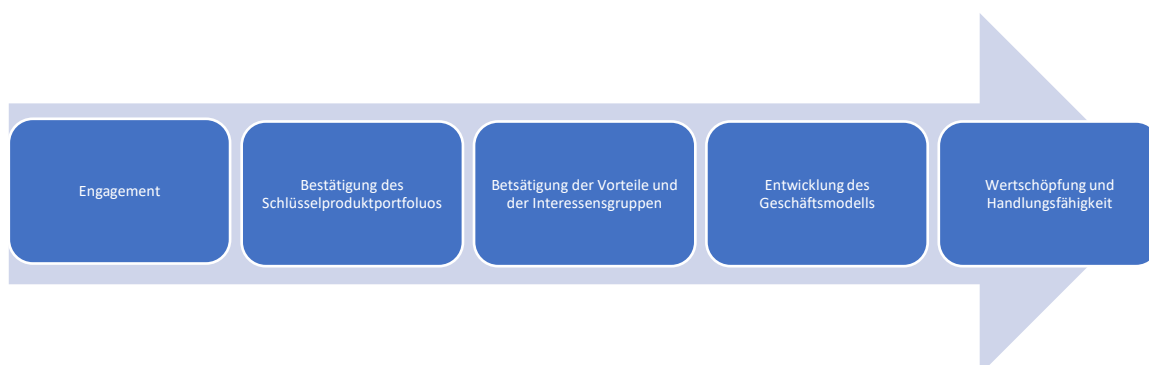 Engagement
Bestätigung des
Schlüsselproduktportfoluos
Betsätigung der Vorteile und
der Interessensgruppen
Entwicklung des
Geschäftsmodells
Wertschöpfung und
Handlungsfähigkeit